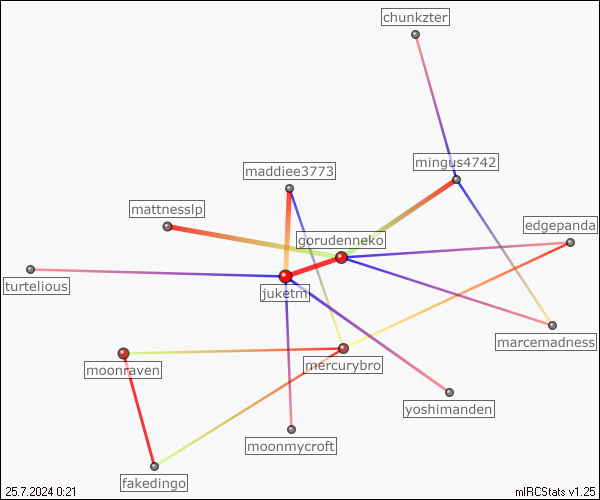 chunkzter
mingus4742
maddiee3773
mattnesslp
edgepanda
gorudenneko
turtelious
juketm
marcemadness
mercurybro
moonraven
yoshimanden
moonmycroft
fakedingo
25.7.2024 0:21
mIRCStats v1.25